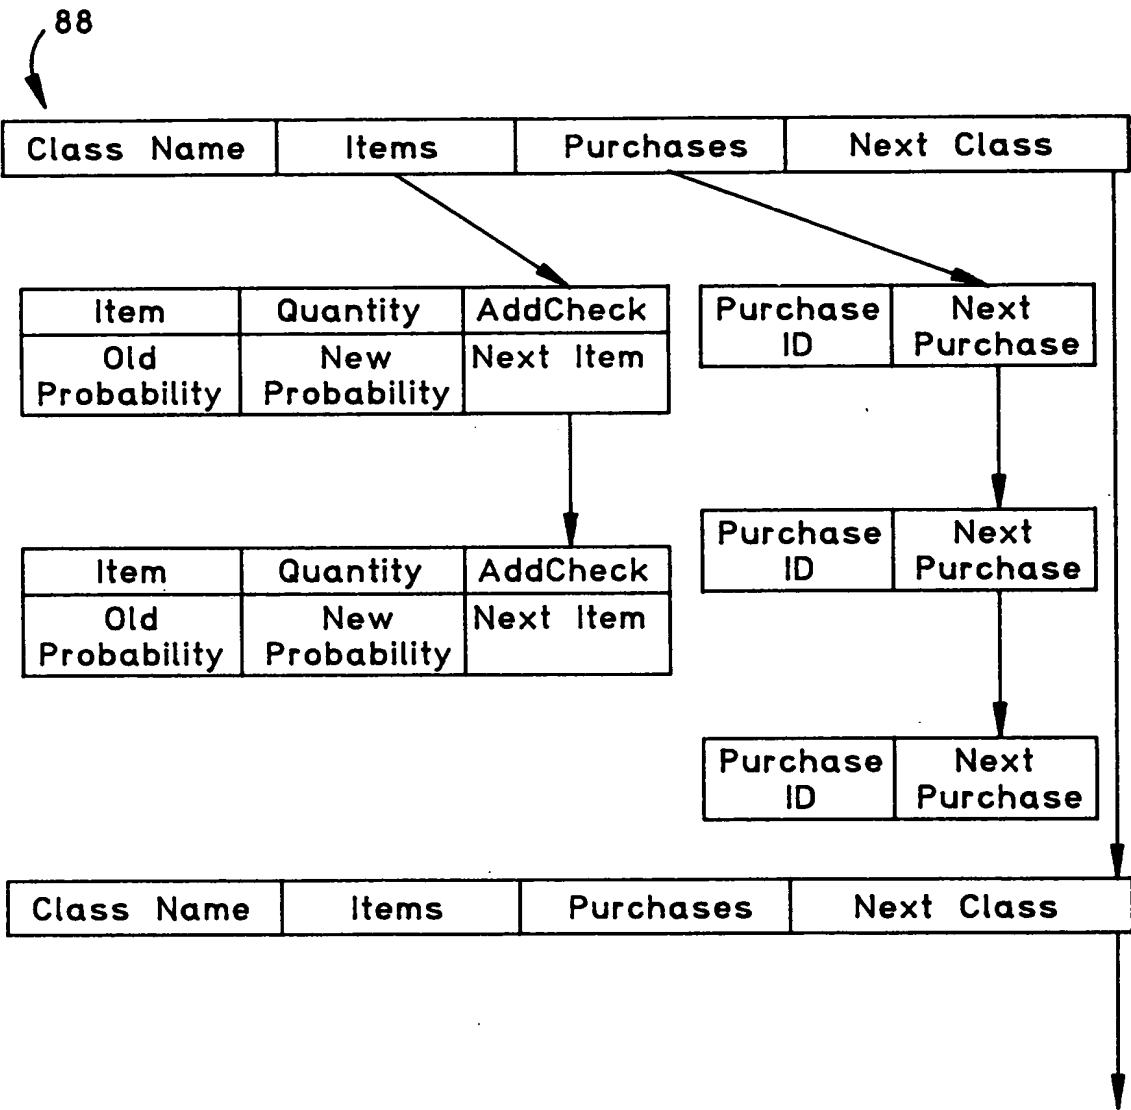 88
Class Name Items Purchases Next Class
Item Quantity AddCheck
Old Probability New Probability Next Item
Purchase ID Next Purchase
Item Quantity AddCheck
Old Probability New Probability Next Item
Purchase ID Next Purchase
Purchase ID Next Purchase
Class Name Items Purchases Next Class